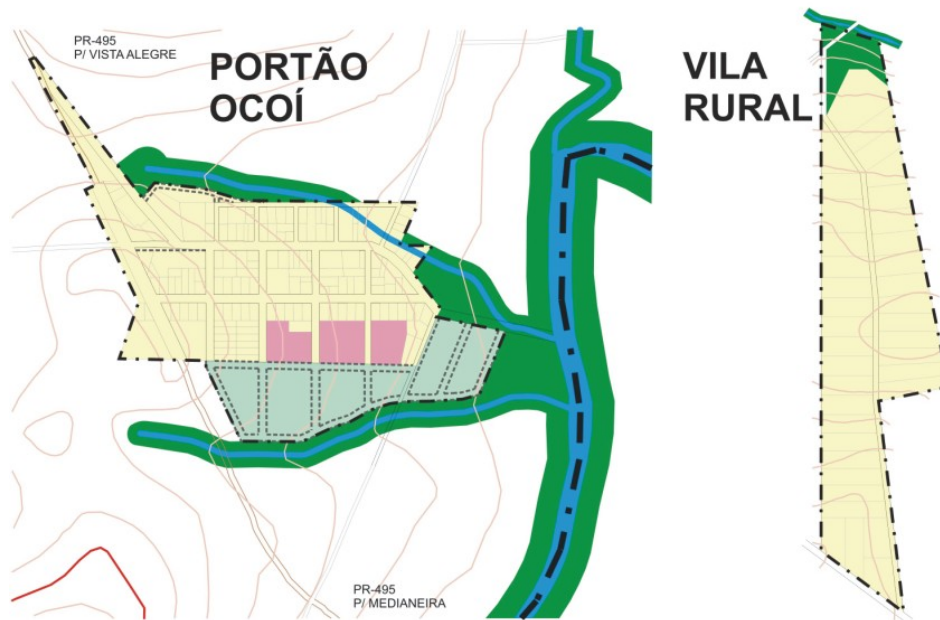 PR-495
P/ VISTA ALEGRE
PORTÃO
OCOÍ
VILA
RURAL
PR-495
P/ MEDIANEIRA